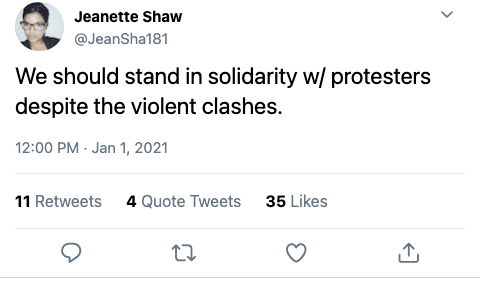 Jeanette Shaw
@JeanSha181
We should stand in solidarity w/ protesters
despite the violent clashes.
12:00 PM · Jan 1, 2021
11 Retweets 4 Quote Tweets 35 Likes